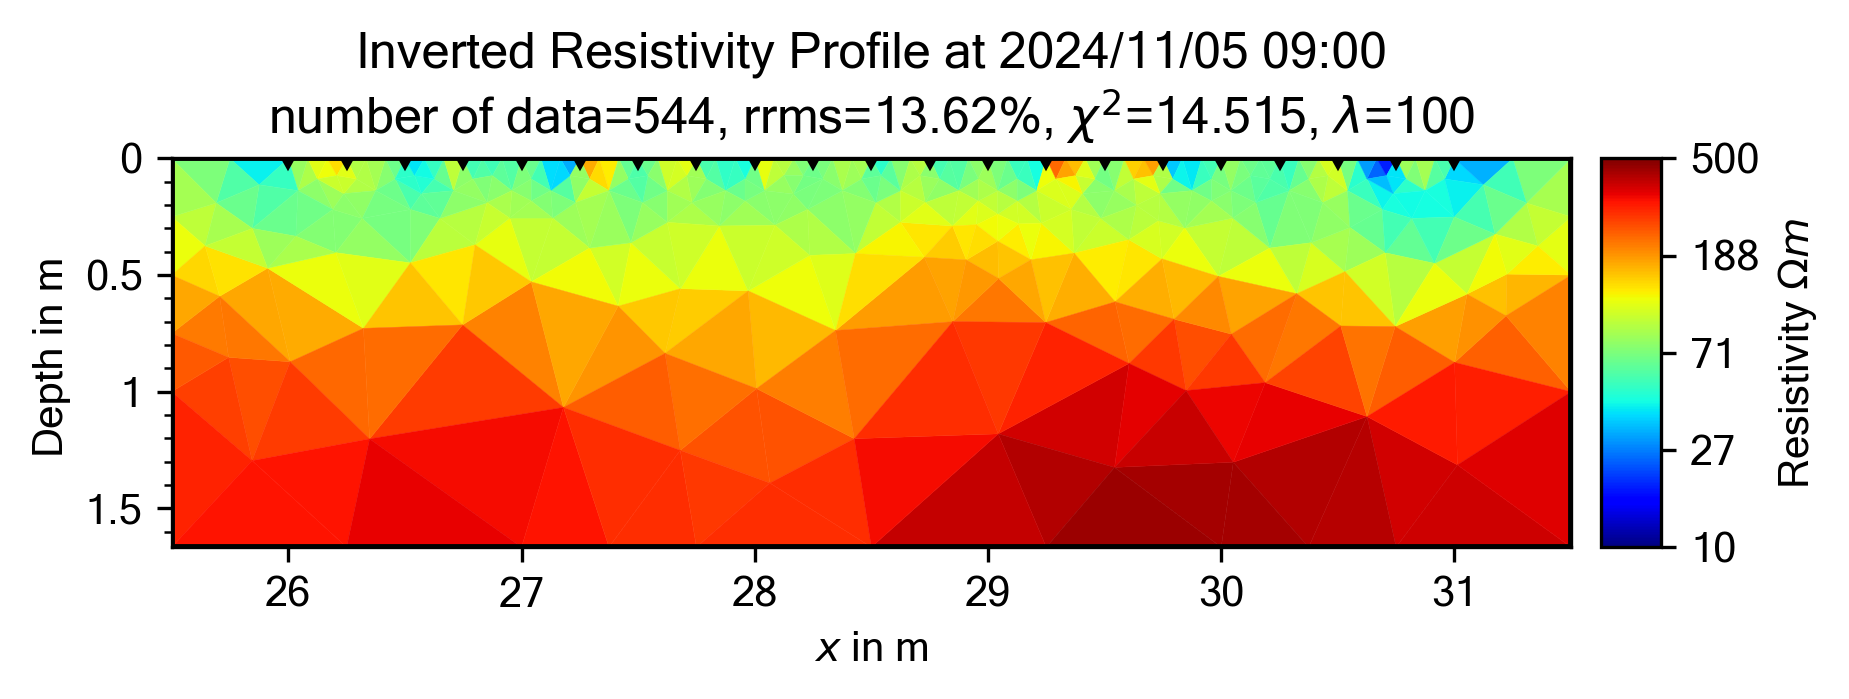 Inverted Resistivity Profile at 2024/11/05 09:00
number of data=544, rrms=13.62%, χ²=14.515, λ=100
0
0.5
1
1.5
Depth in m
26 27 28 29 30 31
x in m
500
188
71
27
10
Resistivity Ωm